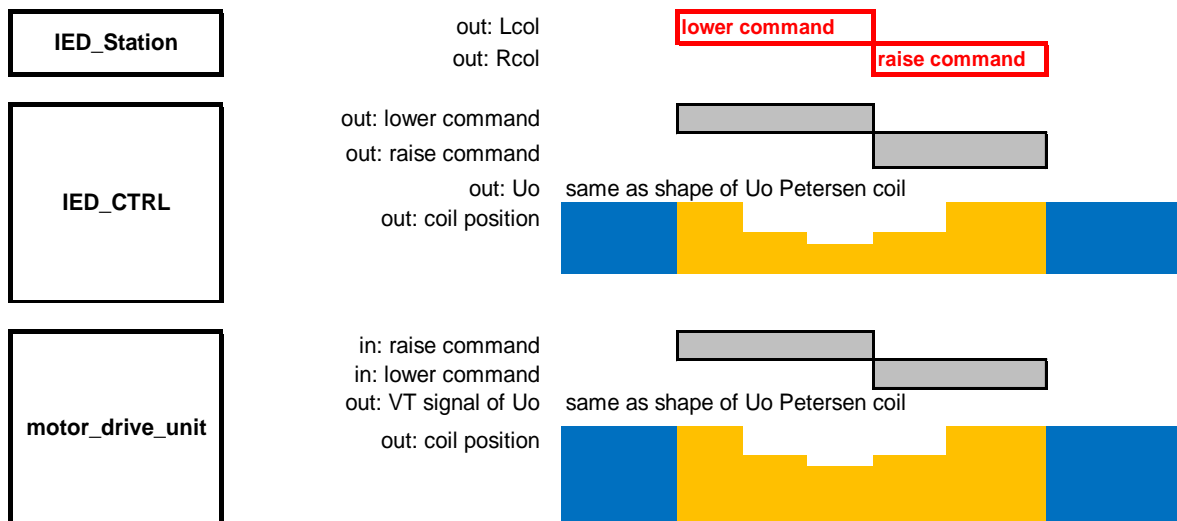 IED_Station
out: Lcol
lower command
out: Rcol
raise command
IED_CTRL
out: lower command
out: raise command
out: Uo same as shape of Uo Petersen coil
out: coil position
motor_drive_unit
in: raise command
in: lower command
out: VT signal of Uo same as shape of Uo Petersen coil
out: coil position